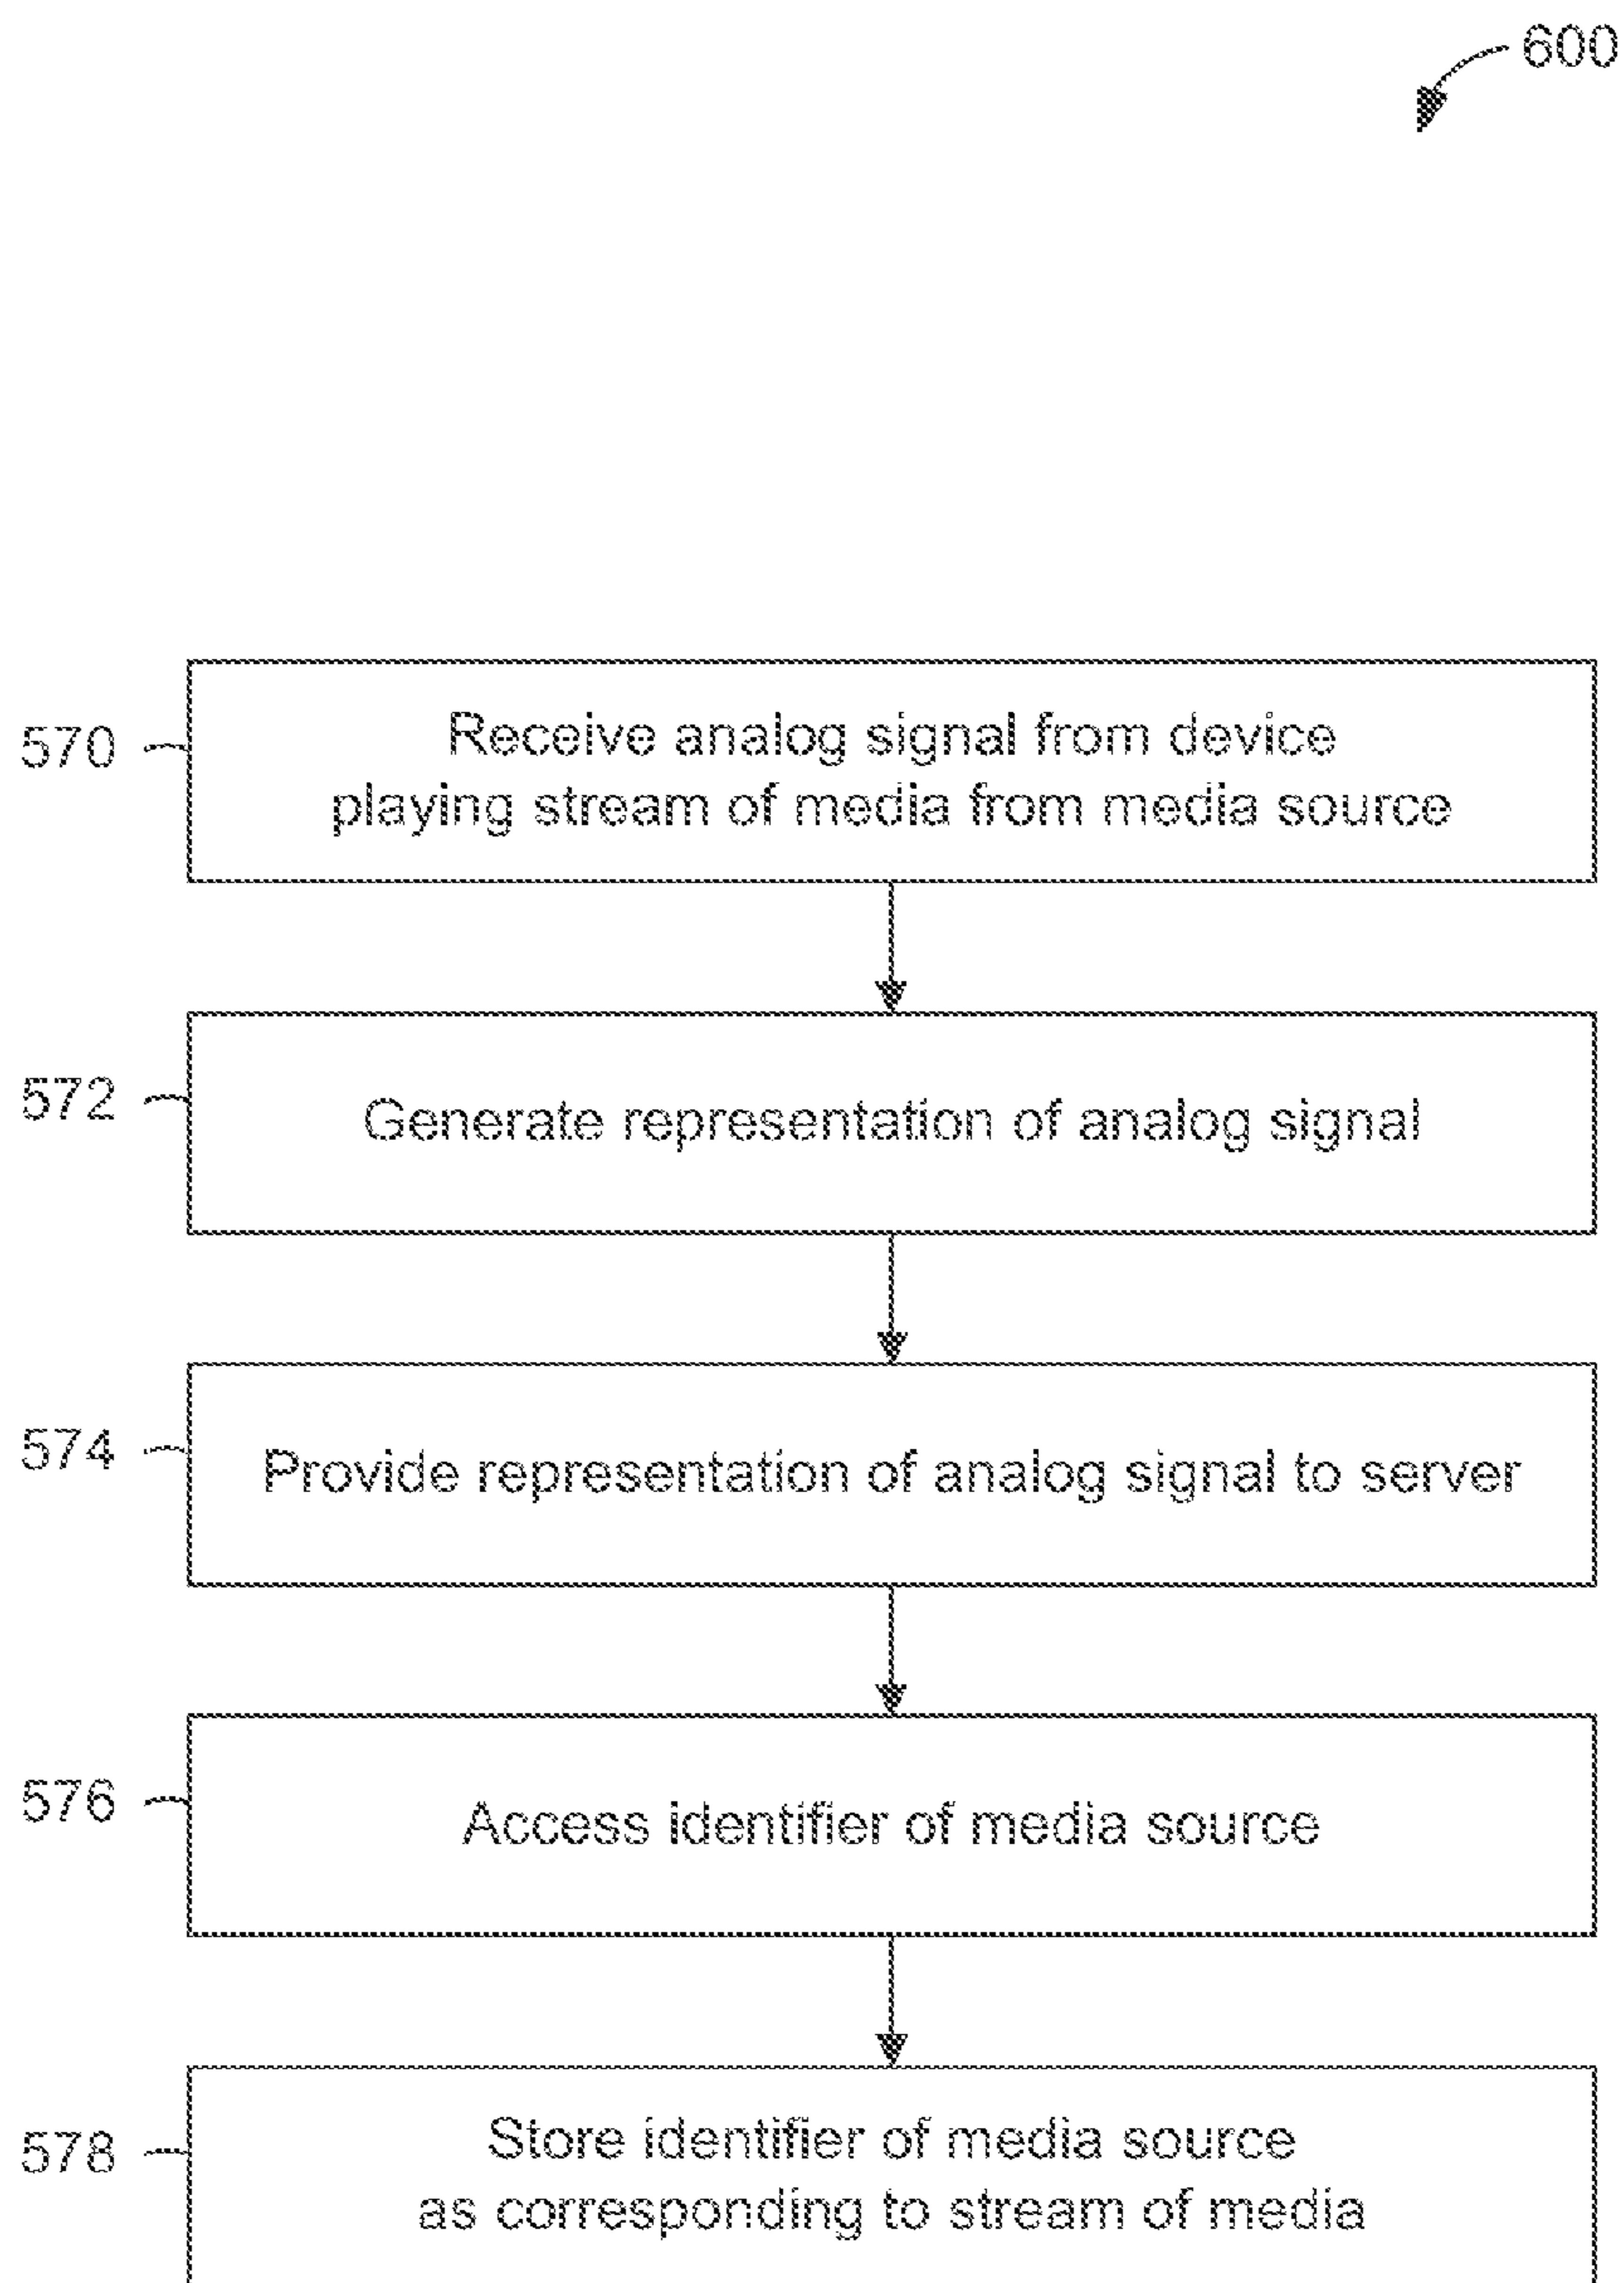 600
570
Receive analog signal from device
playing stream of media from media source
572
Generate representation of analog signal
574
Provide representation of analog signal to server
576
Access identifier of media source
578
Store identifier of media source
as corresponding to stream of media